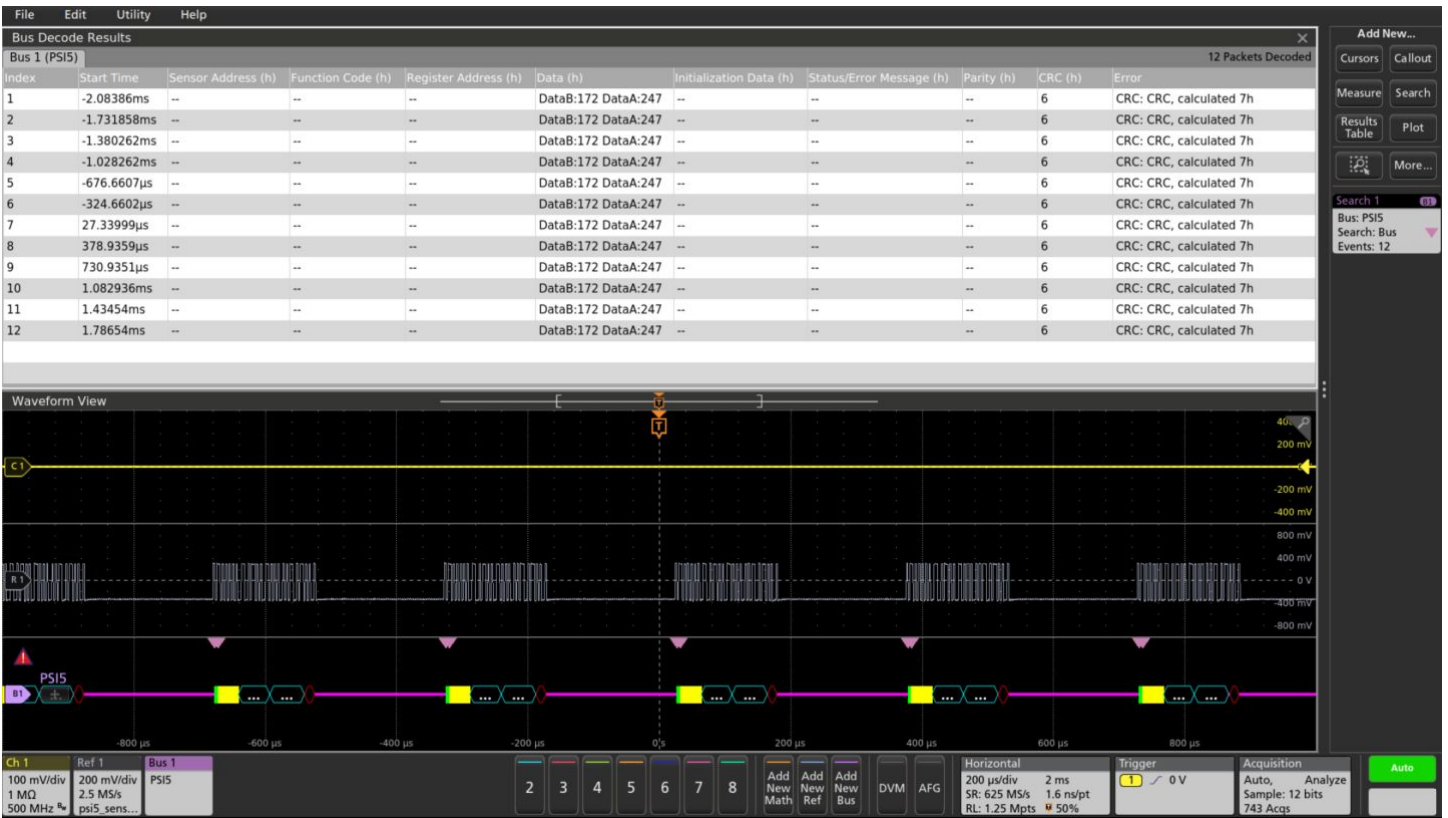 File Edit Utility Help
Bus Decode Results
Bus 1 (PSI5) 12 Packets Decoded
Index Start Time Sensor Address (h) Function Code (h) Register Address (h) Data (h) Initialization Data (h) Status/Error Message (h) Parity (h) CRC (h) Error
1 -2.08386ms -- -- -- DataB:172 DataA:247 -- -- -- 6 CRC: CRC, calculated 7h
2 -1.731858ms -- -- -- DataB:172 DataA:247 -- -- -- 6 CRC: CRC, calculated 7h
3 -1.380262ms -- -- -- DataB:172 DataA:247 -- -- -- 6 CRC: CRC, calculated 7h
4 -1.028262ms -- -- -- DataB:172 DataA:247 -- -- -- 6 CRC: CRC, calculated 7h
5 -676.6607µs -- -- -- DataB:172 DataA:247 -- -- -- 6 CRC: CRC, calculated 7h
6 -324.6602µs -- -- -- DataB:172 DataA:247 -- -- -- 6 CRC: CRC, calculated 7h
7 27.33999µs -- -- -- DataB:172 DataA:247 -- -- -- 6 CRC: CRC, calculated 7h
8 378.9359µs -- -- -- DataB:172 DataA:247 -- -- -- 6 CRC: CRC, calculated 7h
9 730.9351µs -- -- -- DataB:172 DataA:247 -- -- -- 6 CRC: CRC, calculated 7h
10 1.082936ms -- -- -- DataB:172 DataA:247 -- -- -- 6 CRC: CRC, calculated 7h
11 1.43454ms -- -- -- DataB:172 DataA:247 -- -- -- 6 CRC: CRC, calculated 7h
12 1.78654ms -- -- -- DataB:172 DataA:247 -- -- -- 6 CRC: CRC, calculated 7h
Add New...
Cursors Callout
Measure Search
Results Table Plot
More...
Search 1 B1
Bus: PSI5
Search: Bus
Events: 12
Waveform View
T
T
200 mV
C1
-200 mV
-400 mV
800 mV
400 mV
R1 0 V
-400 mV
-800 mV
PSI5
B1 + ... ... ... ... ... ... ... ... ... ...
-800 µs -600 µs -400 µs -200 µs 0 s 200 µs 400 µs 600 µs 800 µs
Ch 1
100 mV/div
1 MΩ
500 MHz
Ref 1
200 mV/div
2.5 MS/s
psi5_sens...
Bus 1
PSI5
2 3 4 5 6 7 8
Add New Math
Add New Ref
Add New Bus
DVM AFG
Horizontal
200 µs/div 2 ms
SR: 625 MS/s 1.6 ns/pt
RL: 1.25 Mpts 50%
Trigger
1 0 V
Acquisition
Auto, Analyze
Sample: 12 bits
743 Acqs
Auto